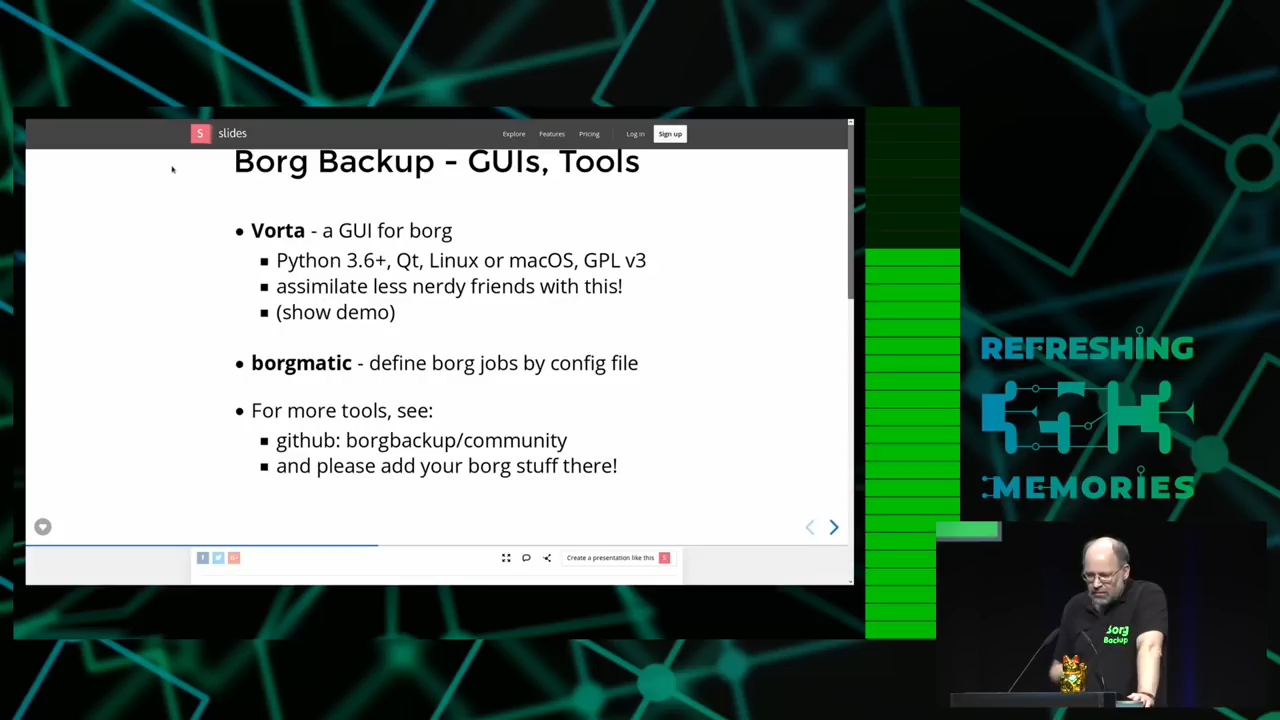 S slides
Explore Features Pricing Log in Sign up
Borg Backup - GUIs, Tools
Vorta - a GUI for borg
Python 3.6+, Qt, Linux or macOS, GPL v3
assimilate less nerdy friends with this!
(show demo)
borgmatic - define borg jobs by config file
For more tools, see:
github: borgbackup/community
and please add your borg stuff there!
Create a presentation like this S
REFRESHING
MEMORIES
Borg
Backup